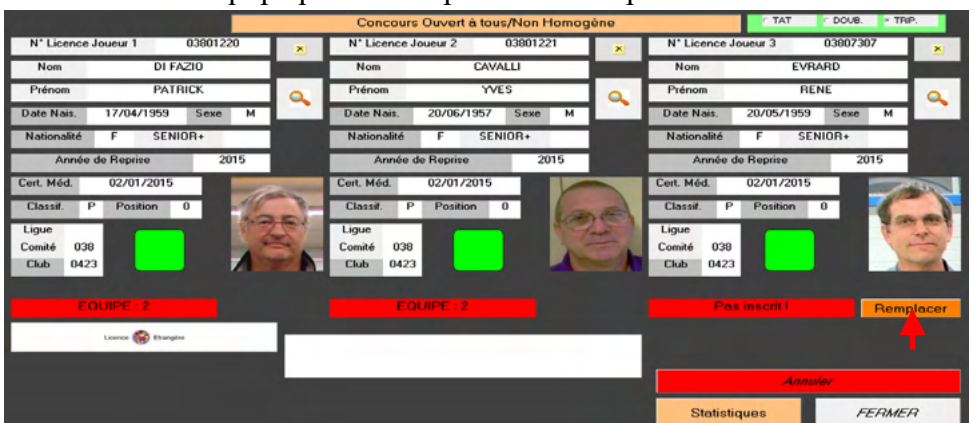 Concours Ouvert à tous/Non Homogène
TAT DOUB. TRIP.
N° Licence Joueur 1 03801220
Nom DI FAZIO
Prénom PATRICK
Date Nais. 17/04/1959 Sexe M
Nationalité F SENIOR+
Année de Reprise 2015
Cert. Méd. 02/01/2015
Classif. P Position 0
Ligue
Comité 038
Club 0423
EQUIPE : 2
Licence Etrangère
N° Licence Joueur 2 03801221
Nom CAVALLI
Prénom YVES
Date Nais. 20/06/1957 Sexe M
Nationalité F SENIOR+
Année de Reprise 2015
Cert. Méd. 02/01/2015
Classif. P Position 0
Ligue
Comité 038
Club 0423
EQUIPE : 2
N° Licence Joueur 3 03807307
Nom EVRARD
Prénom RENE
Date Nais. 20/05/1959 Sexe M
Nationalité F SENIOR+
Année de Reprise 2015
Cert. Méd. 02/01/2015
Classif. P Position 0
Ligue
Comité 038
Club 0423
Pas inscrit !
Remplacer
Annuler
Statistiques
FERMER